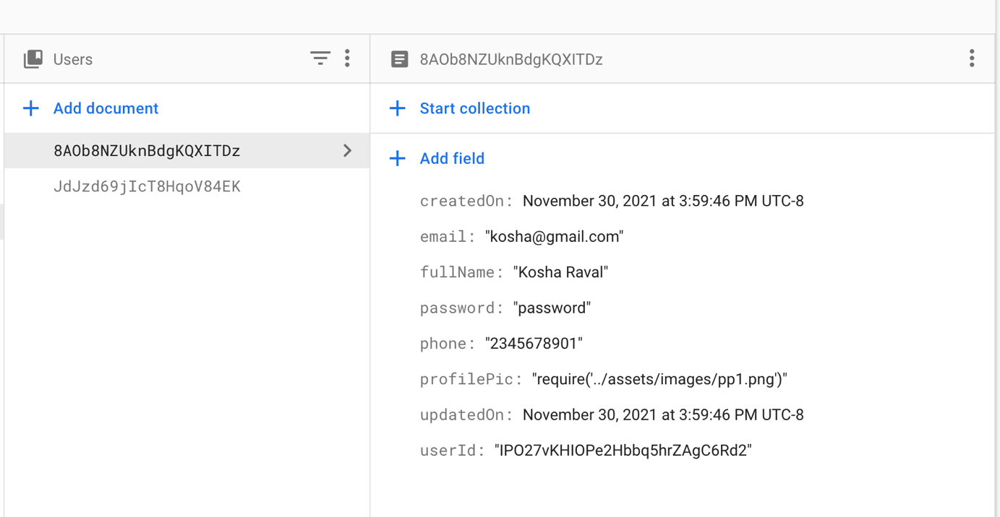 Users
Add document
8AOb8NZUknBdgKQXITDz
JdJzd69jIcT8HqoV84EK
8AOb8NZUknBdgKQXITDz
Start collection
Add field
createdOn: November 30, 2021 at 3:59:46 PM UTC-8
email: "kosha@gmail.com"
fullName: "Kosha Raval"
password: "password"
phone: "2345678901"
profilePic: "require('../assets/images/pp1.png')"
updatedOn: November 30, 2021 at 3:59:46 PM UTC-8
userId: "IPO27vKHIOPe2Hbbq5hrZAgC6Rd2"